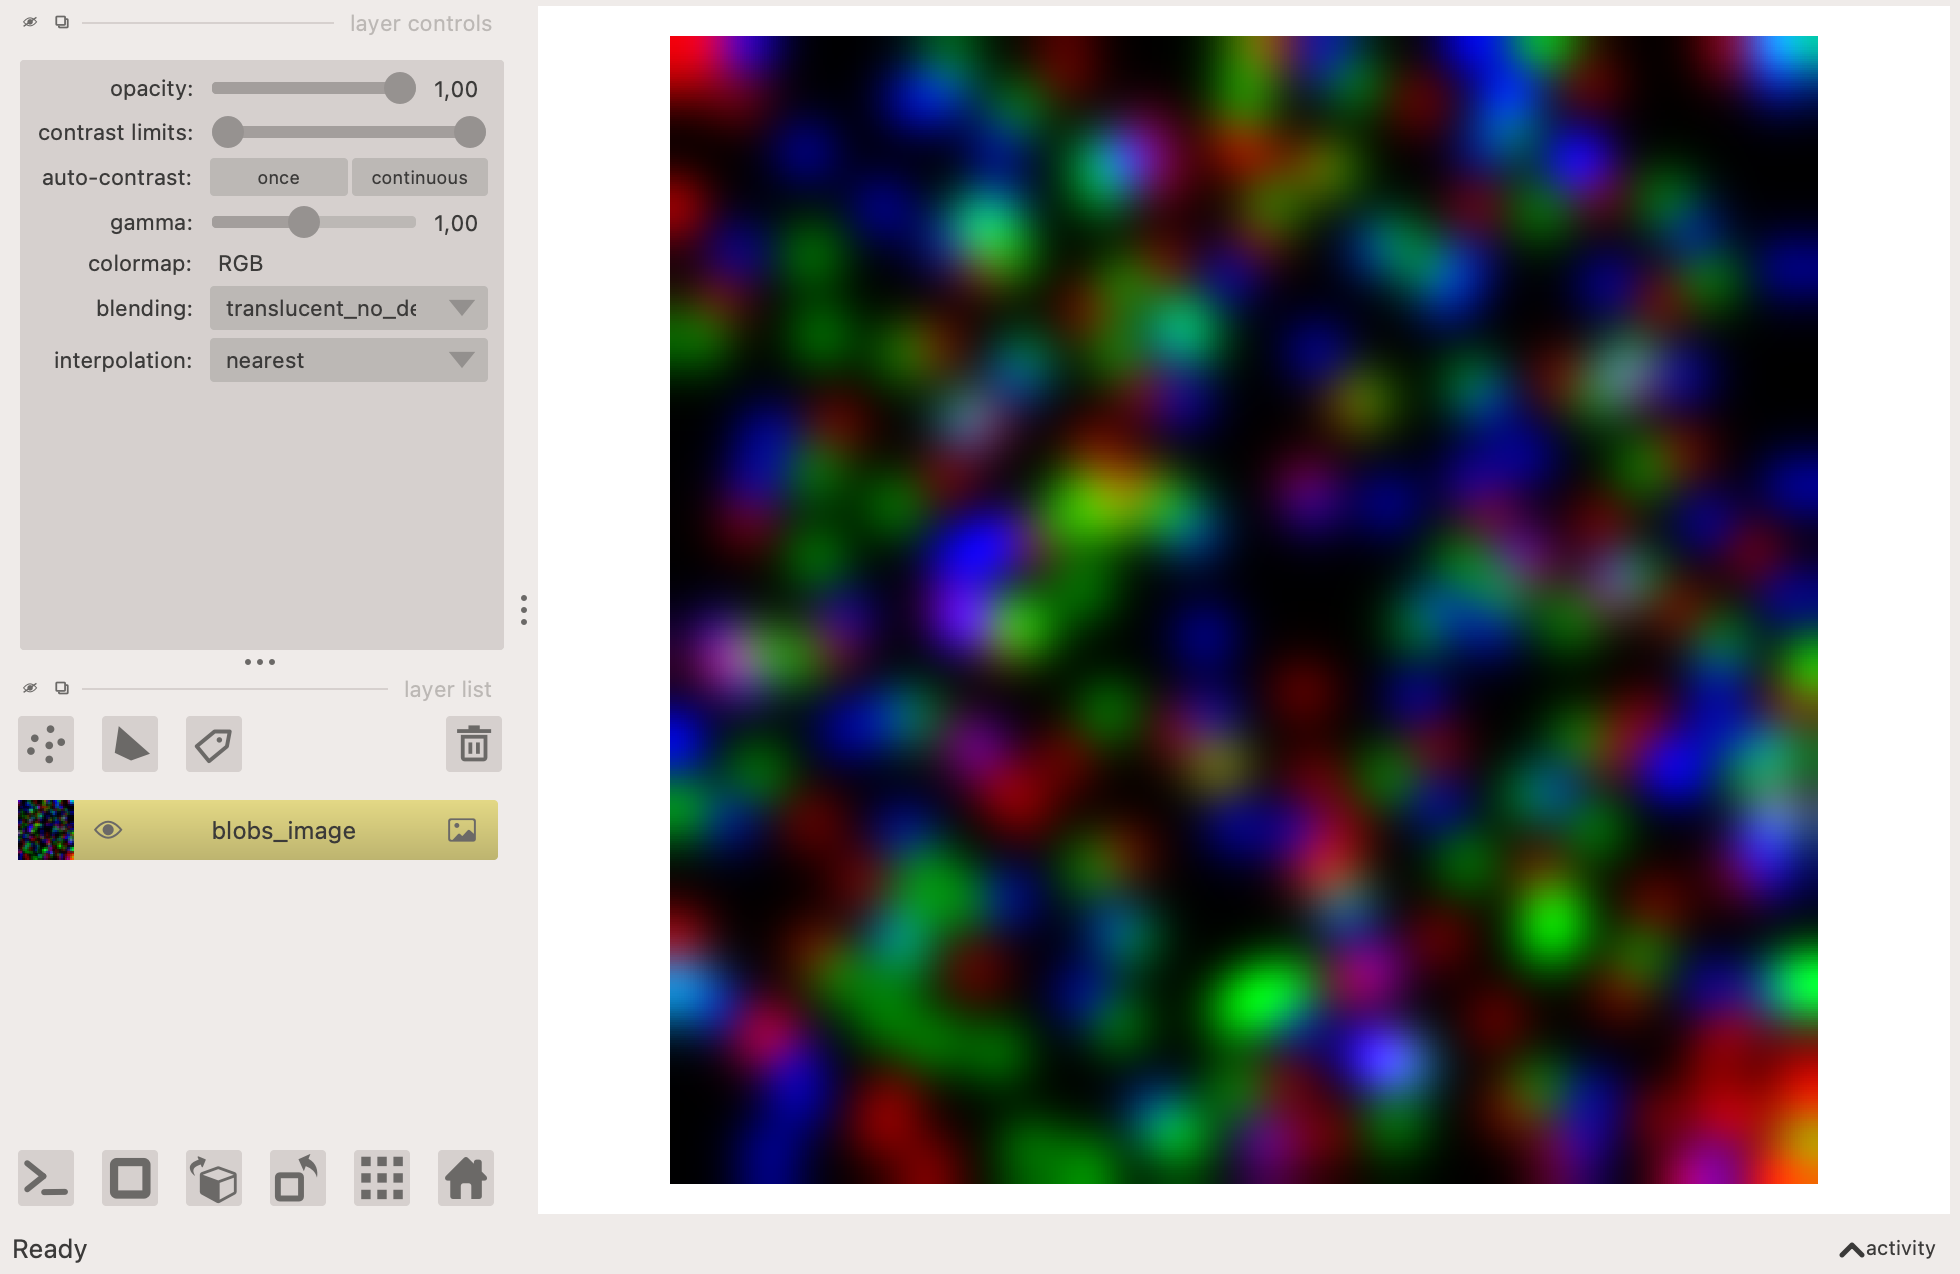 layer controls
opacity: 1,00
contrast limits:
auto-contrast: once continuous
gamma: 1,00
colormap: RGB
blending: translucent_no_de
interpolation: nearest
layer list
blobs_image
Ready
activity